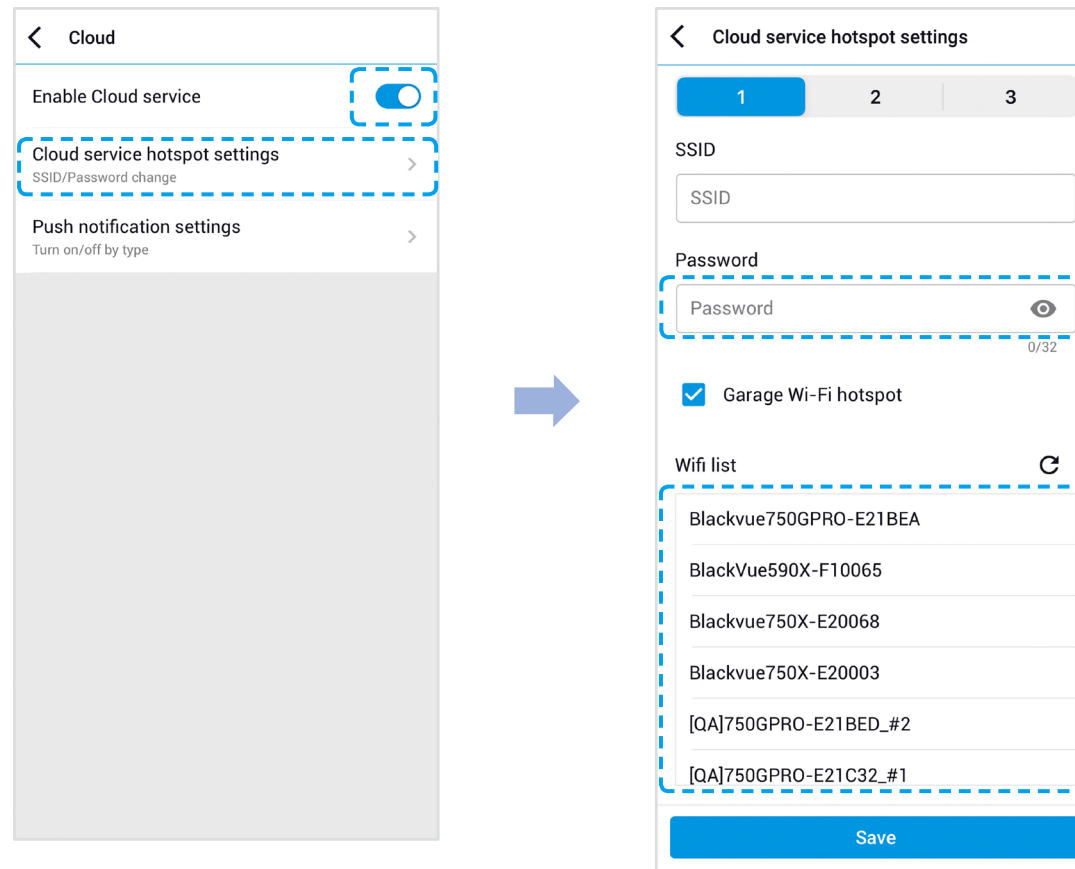 Cloud
Enable Cloud service
Cloud service hotspot settings
SSID/Password change
Push notification settings
Turn on/off by type
Cloud service hotspot settings
1 2 3
SSID
SSID
Password
Password
0/32
Garage Wi-Fi hotspot
Wifi list
Blackvue750GPRO-E21BEA
BlackVue590X-F10065
Blackvue750X-E20068
Blackvue750X-E20003
[QA]750GPRO-E21BED_#2
[QA]750GPRO-E21C32_#1
Save